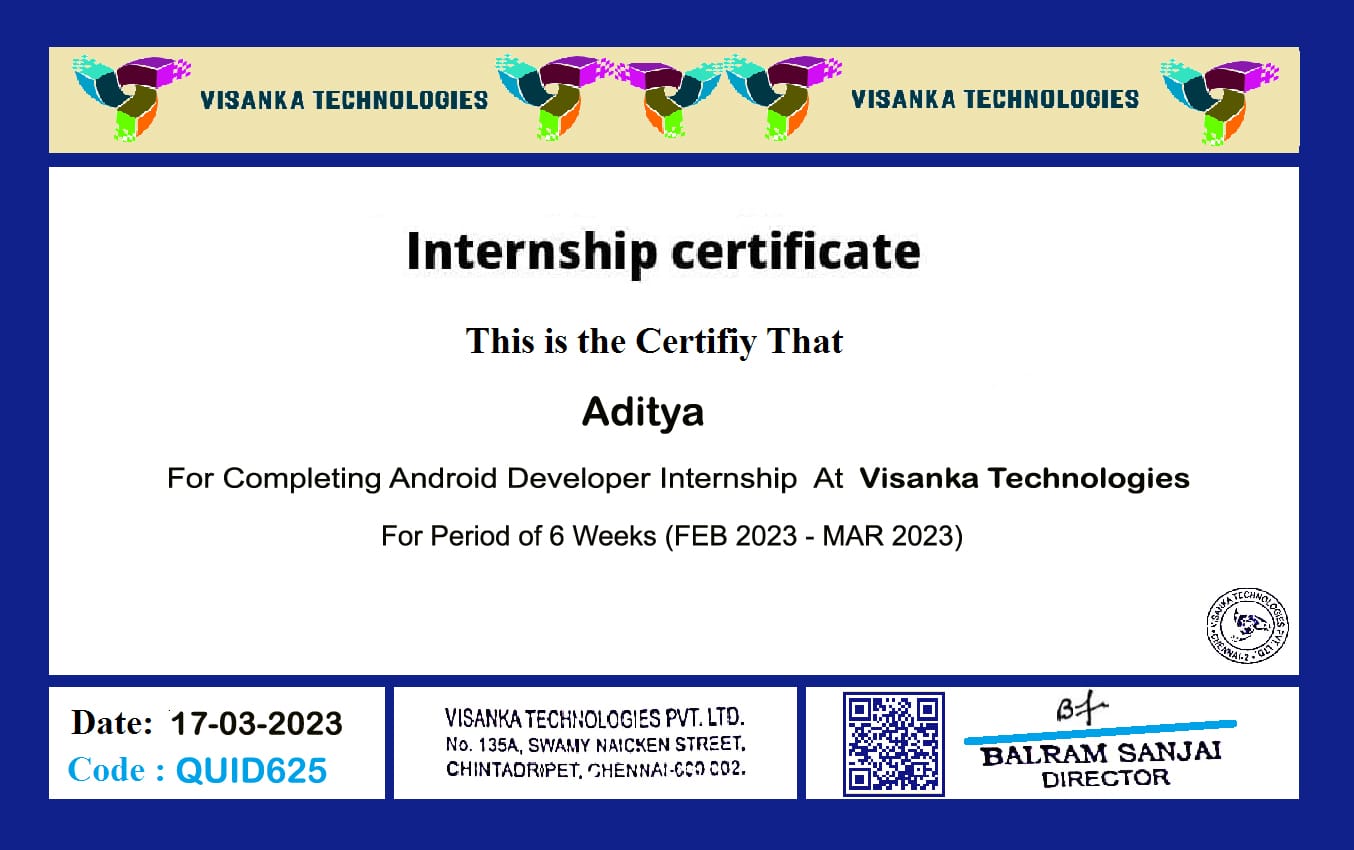 VISANKA TECHNOLOGIES VISANKA TECHNOLOGIES
Internship certificate
This is the Certifiy That
Aditya
For Completing Android Developer Internship At Visanka Technologies
For Period of 6 Weeks (FEB 2023 - MAR 2023)
VISANKA TECHNOLOGIES PVT. LTD.
CHENNAI-2
Date: 17-03-2023
Code : QUID625
VISANKA TECHNOLOGIES PVT. LTD.
No. 135A, SWAMY NAICKEN STREET,
CHINTADRIPET, CHENNAI-
BALRAM SANJAI
DIRECTOR